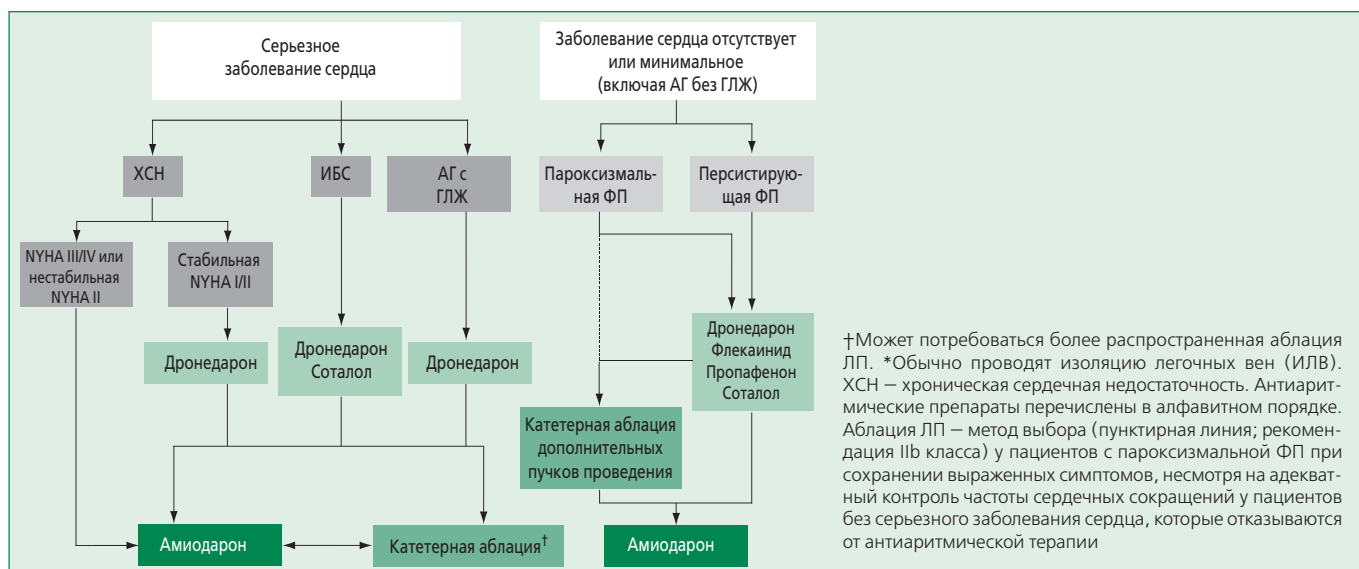 Серьезное
заболевание сердца
Заболевание сердца отсутствует
или минимальное
(включая АГ без ГЛЖ)
ХСН
ИБС
АГ с
ГЛЖ
Пароксизмаль-
ная ФП
Персистирую-
щая ФП
NYHA III/IV или
нестабильная
NYHA II
Стабильная
NYHA I/II
Дронедарон
Дронедарон
Соталол
Дронедарон
Дронедарон
Флекаинид
Пропафенон
Соталол
Катетерная аблация
дополнительных
пучков проведения
Амиодарон
Катетерная аблация†
Амиодарон
†Может потребоваться более распространенная аблация
ЛП. *Обычно проводят изоляцию легочных вен (ИЛВ).
ХСН — хроническая сердечная недостаточность. Антиарит-
мические препараты перечислены в алфавитном порядке.
Аблация ЛП — метод выбора (пунктирная линия; рекомен-
дация IIb класса) у пациентов с пароксизмальной ФП при
сохранении выраженных симптомов, несмотря на адекват-
ный контроль частоты сердечных сокращений у пациентов
без серьезного заболевания сердца, которые отказываются
от антиаритмической терапии